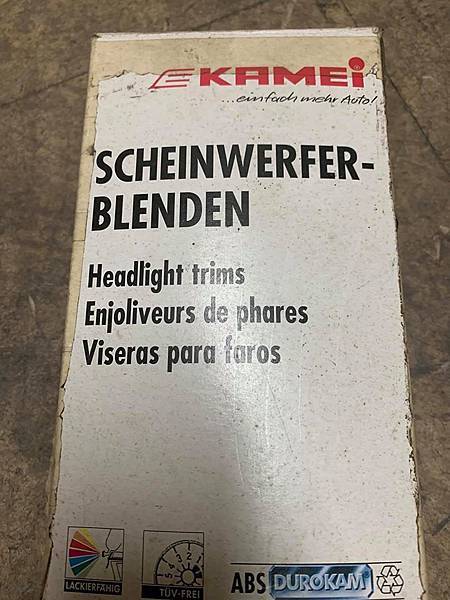 KAMEI®
...einfach mehr Auto!
SCHEINWERFER-
BLENDEN
Headlight trims
Enjoliveurs de phares
Viseras para faros
LACKIERFÄHIG
TÜV-FREI
ABS DUROKAM